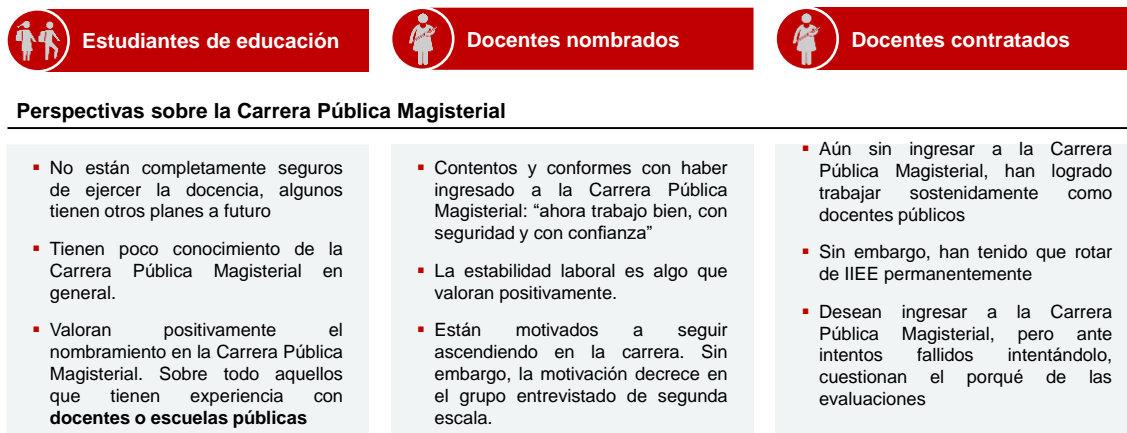 Estudiantes de educación
Docentes nombrados
Docentes contratados
Perspectivas sobre la Carrera Pública Magisterial
▪ No están completamente seguros
de ejercer la docencia, algunos
tienen otros planes a futuro
▪ Tienen poco conocimiento de la
Carrera Pública Magisterial en
general.
▪ Valoran positivamente el
nombramiento en la Carrera Pública
Magisterial. Sobre todo aquellos
que tienen experiencia con
docentes o escuelas públicas
▪ Contentos y conformes con haber
ingresado a la Carrera Pública
Magisterial: “ahora trabajo bien, con
seguridad y con confianza”
▪ La estabilidad laboral es algo que
valoran positivamente.
▪ Están motivados a seguir
ascendiendo en la carrera. Sin
embargo, la motivación decrece en
el grupo entrevistado de segunda
escala.
▪ Aún sin ingresar a la Carrera
Pública Magisterial, han logrado
trabajar sostenidamente como
docentes públicos
▪ Sin embargo, han tenido que rotar
de IIEE permanentemente
▪ Desean ingresar a la Carrera
Pública Magisterial, pero ante
intentos fallidos intentándolo,
cuestionan el porqué de las
evaluaciones